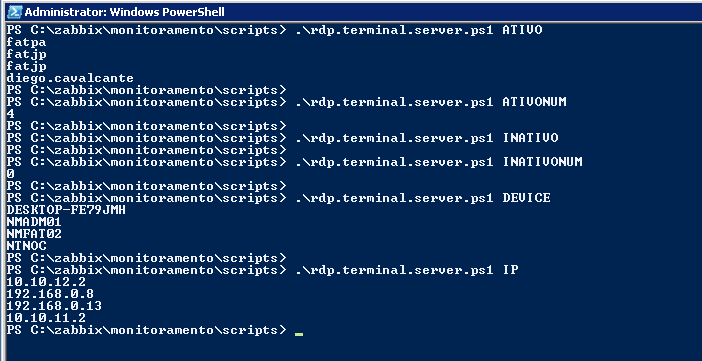 Administrator: Windows PowerShell
PS C:\zabbix\monitoramento\scripts> .\rdp.terminal.server.ps1 ATIVO
fatpa
fatjp
fatjp
diego.cavalcante
PS C:\zabbix\monitoramento\scripts>
PS C:\zabbix\monitoramento\scripts> .\rdp.terminal.server.ps1 ATIVONUM
4
PS C:\zabbix\monitoramento\scripts>
PS C:\zabbix\monitoramento\scripts> .\rdp.terminal.server.ps1 INATIVO
PS C:\zabbix\monitoramento\scripts>
PS C:\zabbix\monitoramento\scripts> .\rdp.terminal.server.ps1 INATIVONUM
0
PS C:\zabbix\monitoramento\scripts>
PS C:\zabbix\monitoramento\scripts> .\rdp.terminal.server.ps1 DEVICE
DESKTOP-FE79JMH
NMADM01
NMFAT02
NTNOC
PS C:\zabbix\monitoramento\scripts>
PS C:\zabbix\monitoramento\scripts> .\rdp.terminal.server.ps1 IP
10.10.12.2
192.168.0.8
192.168.0.13
10.10.11.2
PS C:\zabbix\monitoramento\scripts> _